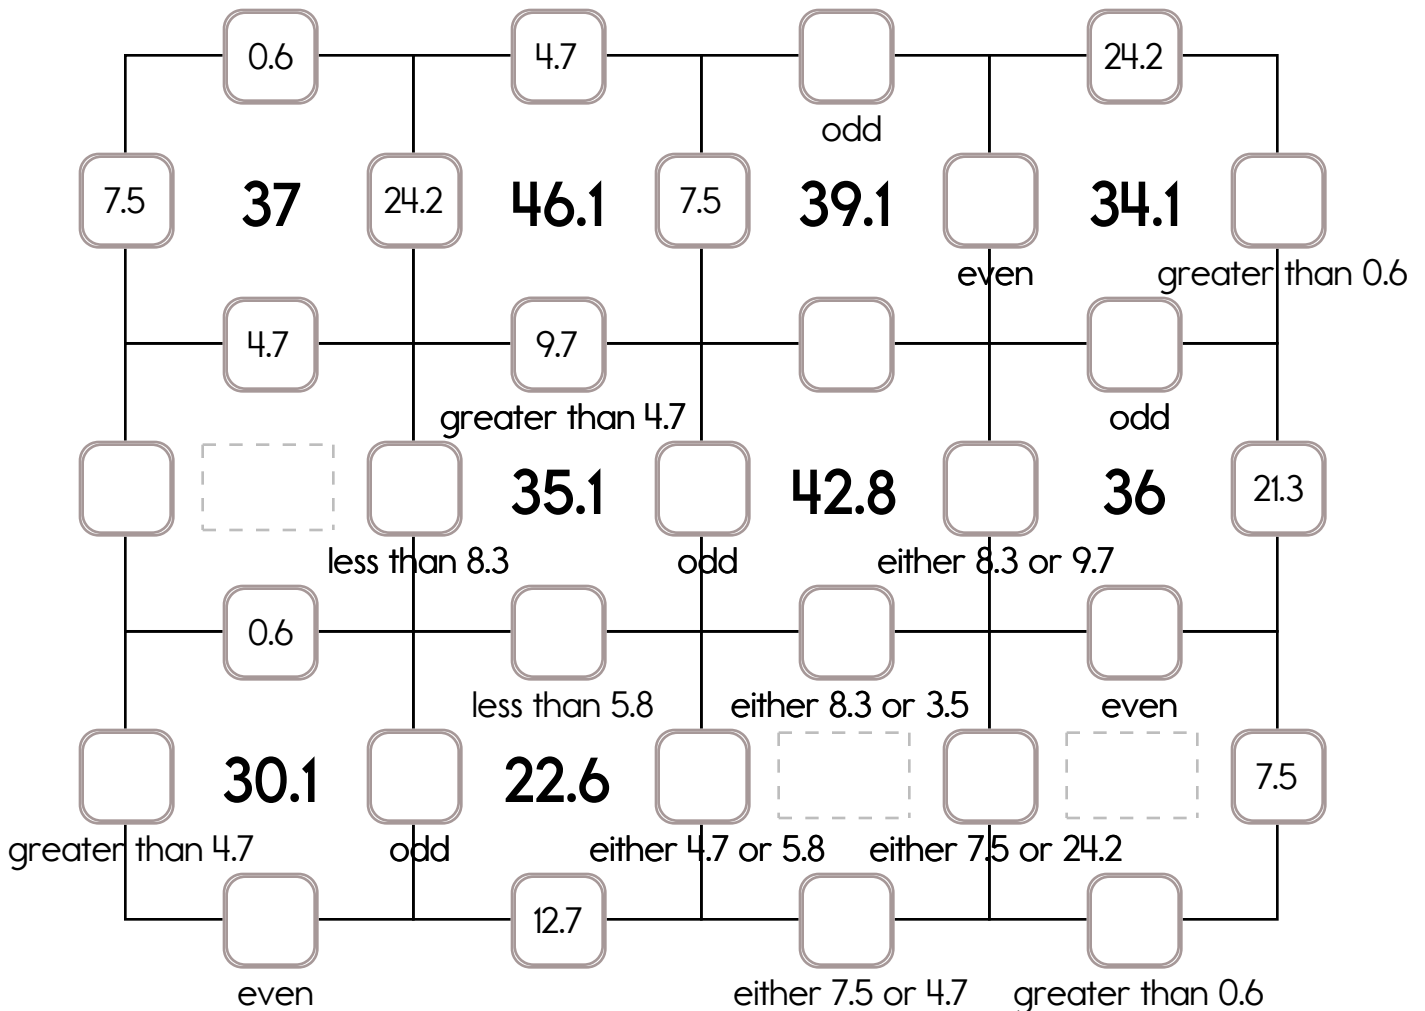 0.6 4.7 24.2
odd
7.5 37 24.2 46.1 7.5 39.1 34.1
even greater than 0.6
4.7 9.7
greater than 4.7 odd
35.1 42.8 36 21.3
less than 8.3 odd either 8.3 or 9.7
0.6
less than 5.8 either 8.3 or 3.5 even
30.1 22.6 7.5
greater than 4.7 odd either 4.7 or 5.8 either 7.5 or 24.2
12.7
even either 7.5 or 4.7 greater than 0.6